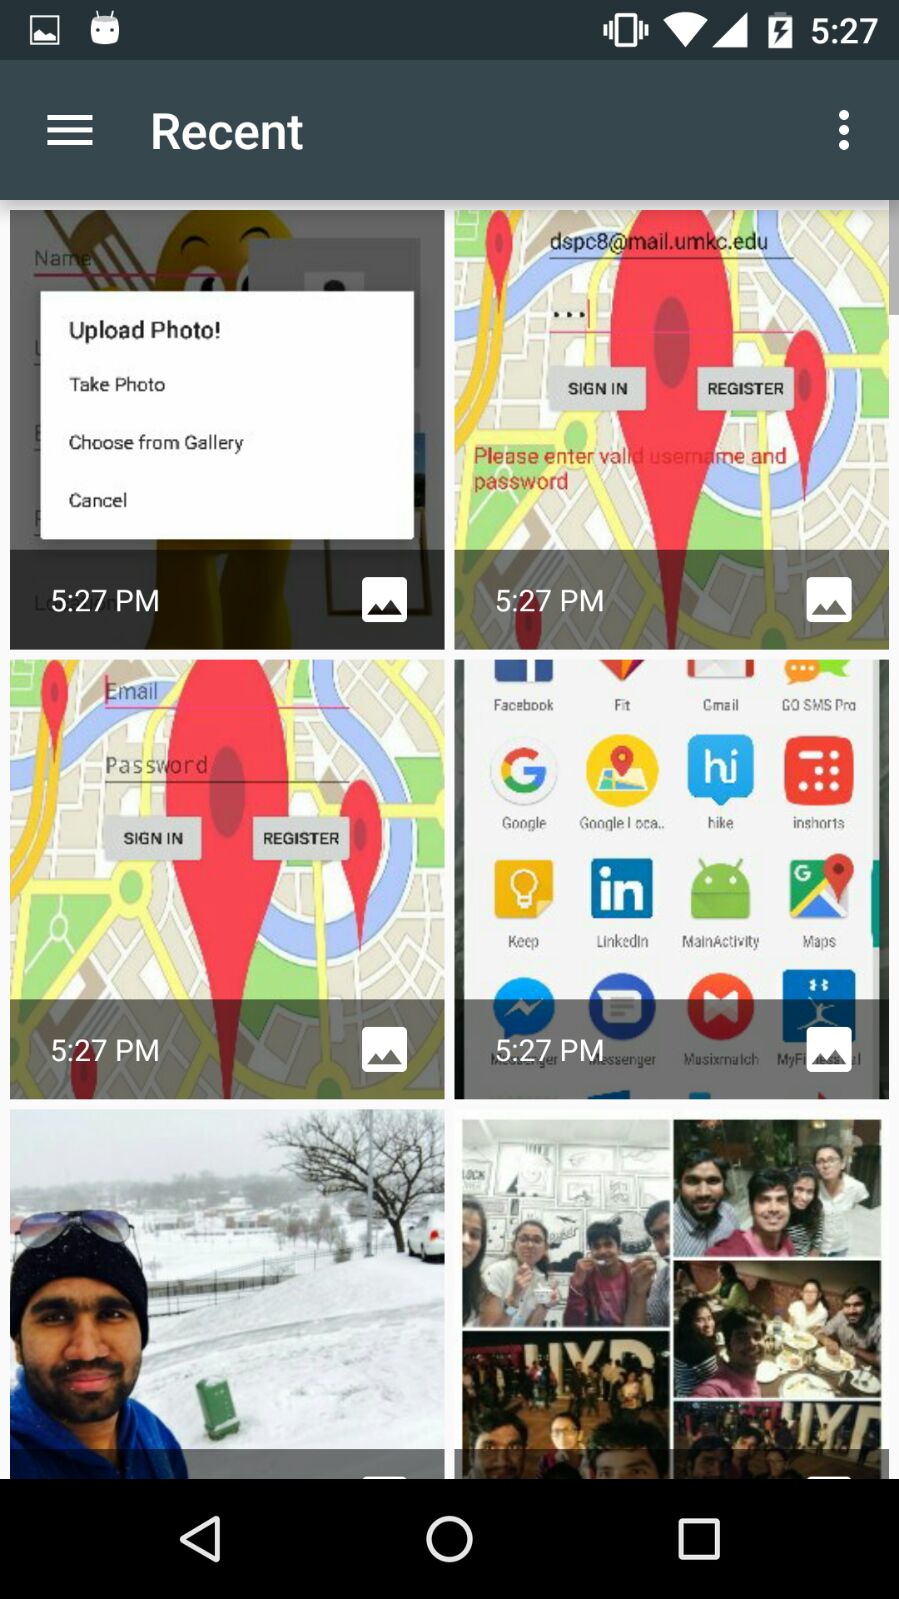 5:27
Recent
Name
Upload Photo!
Take Photo
Choose from Gallery
Cancel
5:27 PM
dspc8@mail.umkc.edu
SIGN IN
REGISTER
Please enter valid username and
password
5:27 PM
Email
Password
SIGN IN
REGISTER
5:27 PM
Facebook
Fit
Gmail
GO SMS Pro
G
Google
Google Loca..
hi
hike
inshorts
in
G
Keep
LinkedIn
MainActivity
Maps
Messenger
Messenger
Musixmatch
5:27 PM
HYD
HYD